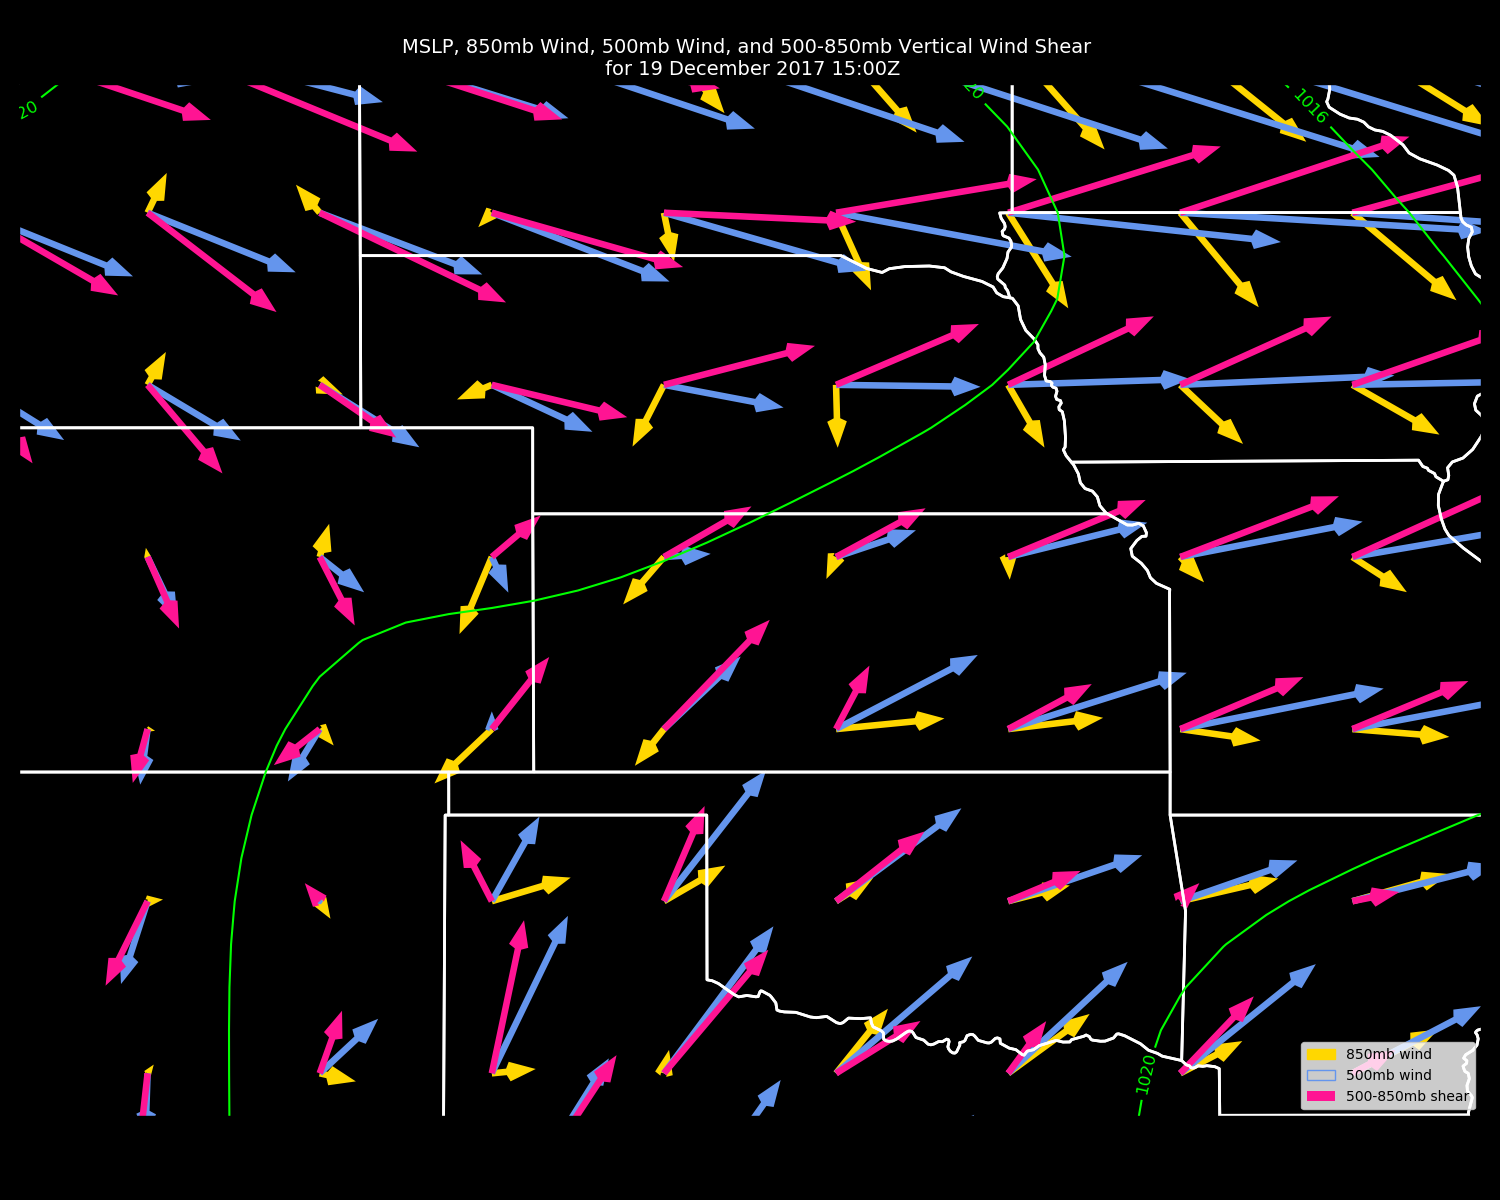 MSLP, 850mb Wind, 500mb Wind, and 500-850mb Vertical Wind Shear
for 19 December 2017 15:00Z
20
20
1016
1020
850mb wind
500mb wind
500-850mb shear